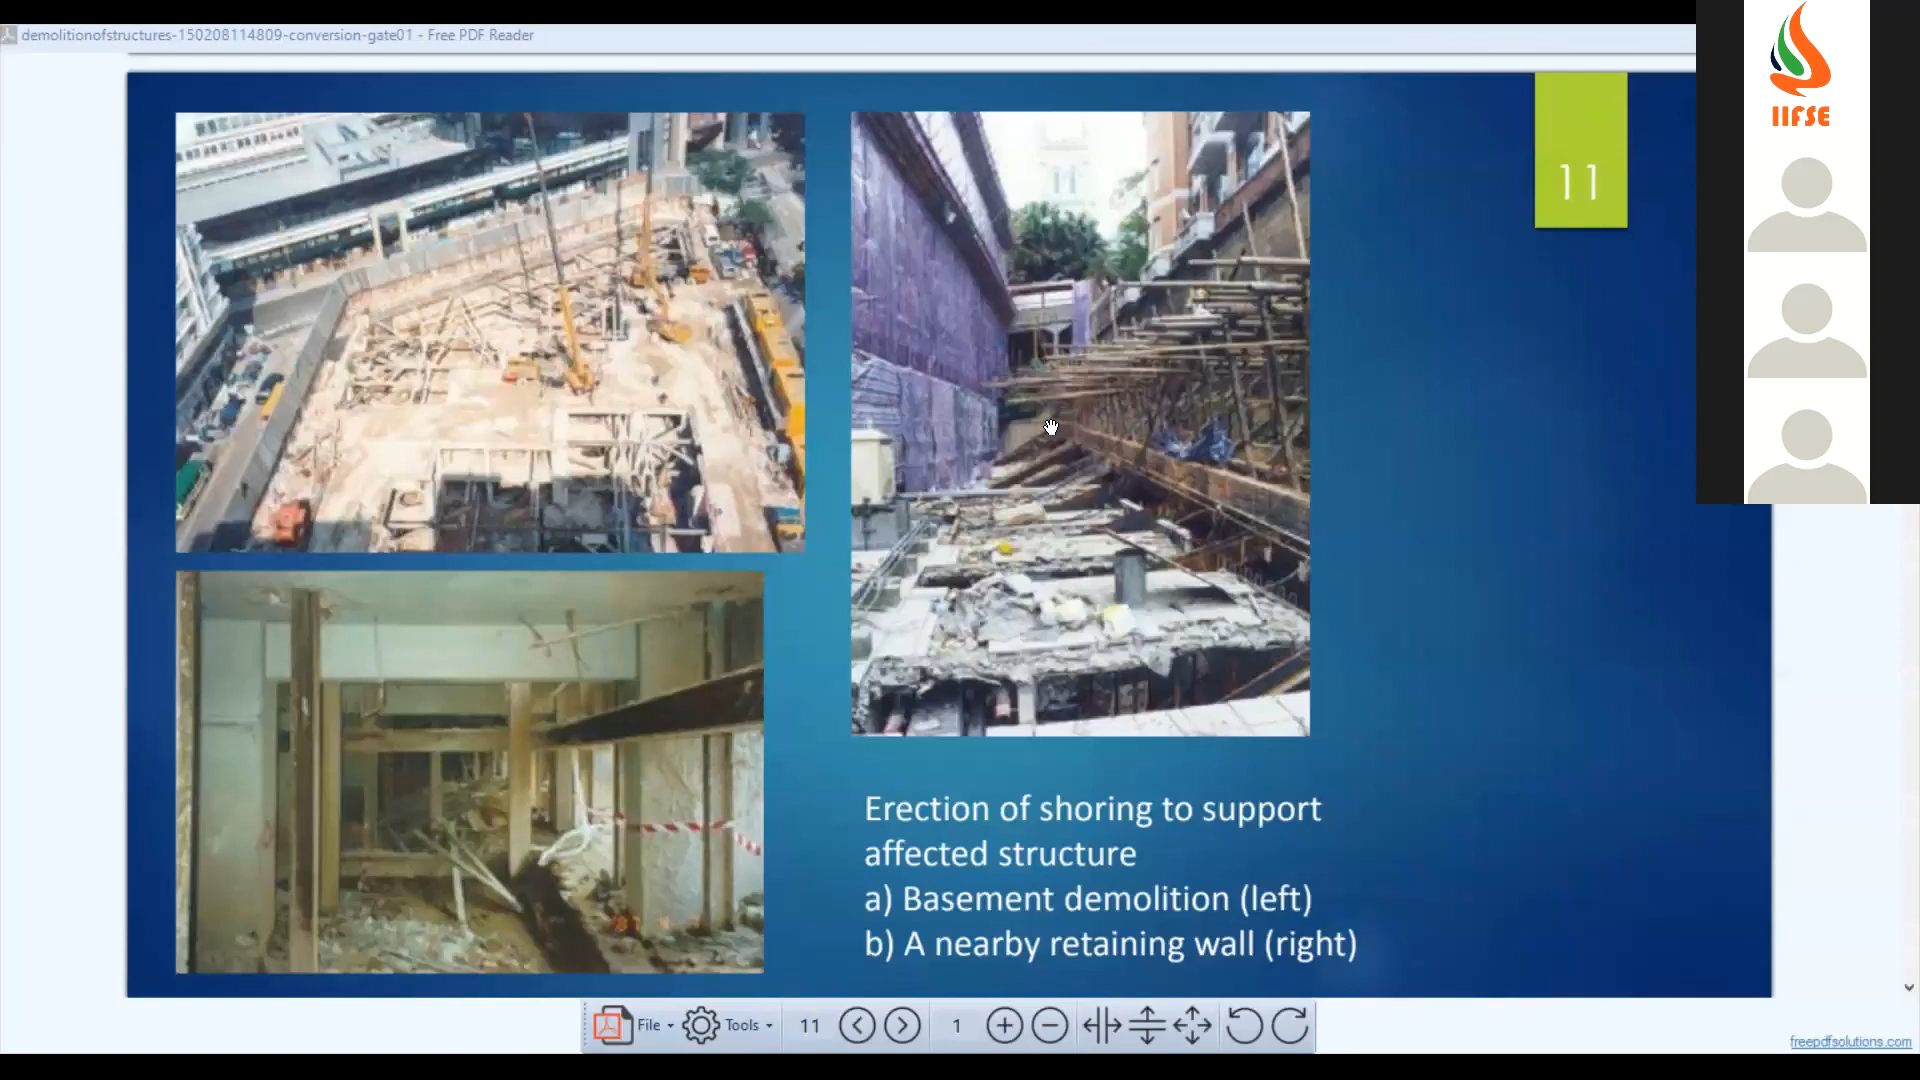 demolitionofstructures-150208114809-conversion-gate01 - Free PDF Reader
IIFSE
11
Erection of shoring to support
affected structure
a) Basement demolition (left)
b) A nearby retaining wall (right)
File
Tools
11
1
freepdfsolutions.com